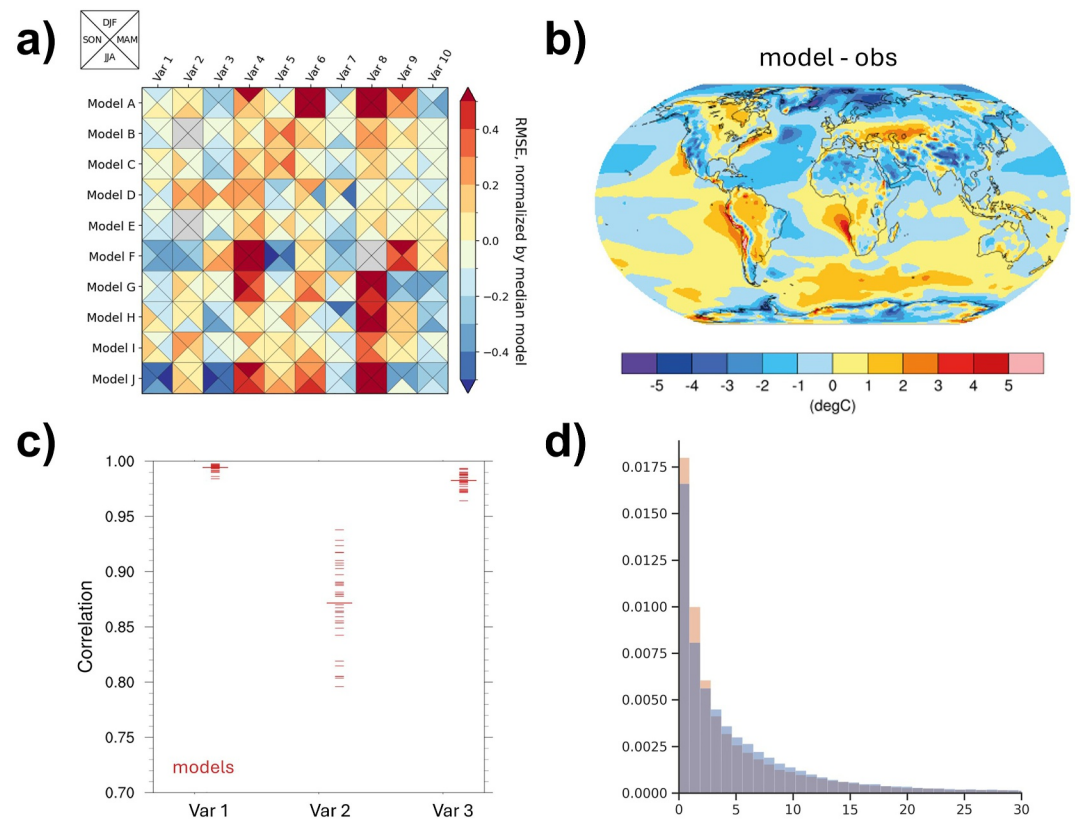 a)
DJF
SON MAM
JJA
Var 1 Var 2 Var 3 Var 4 Var 5 Var 6 Var 7 Var 8 Var 9 Var 10
Model A
Model B
Model C
Model D
Model E
Model F
Model G
Model H
Model I
Model J
0.4
0.2
0.0
−0.2
−0.4
RMSE, normalized by median model
b)
model - obs
-5 -4 -3 -2 -1 0 1 2 3 4 5
(degC)
c)
1.00
0.95
0.90
0.85
0.80
0.75
0.70
Correlation
models
Var 1 Var 2 Var 3
d)
0.0175
0.0150
0.0125
0.0100
0.0075
0.0050
0.0025
0.0000
0 5 10 15 20 25 30